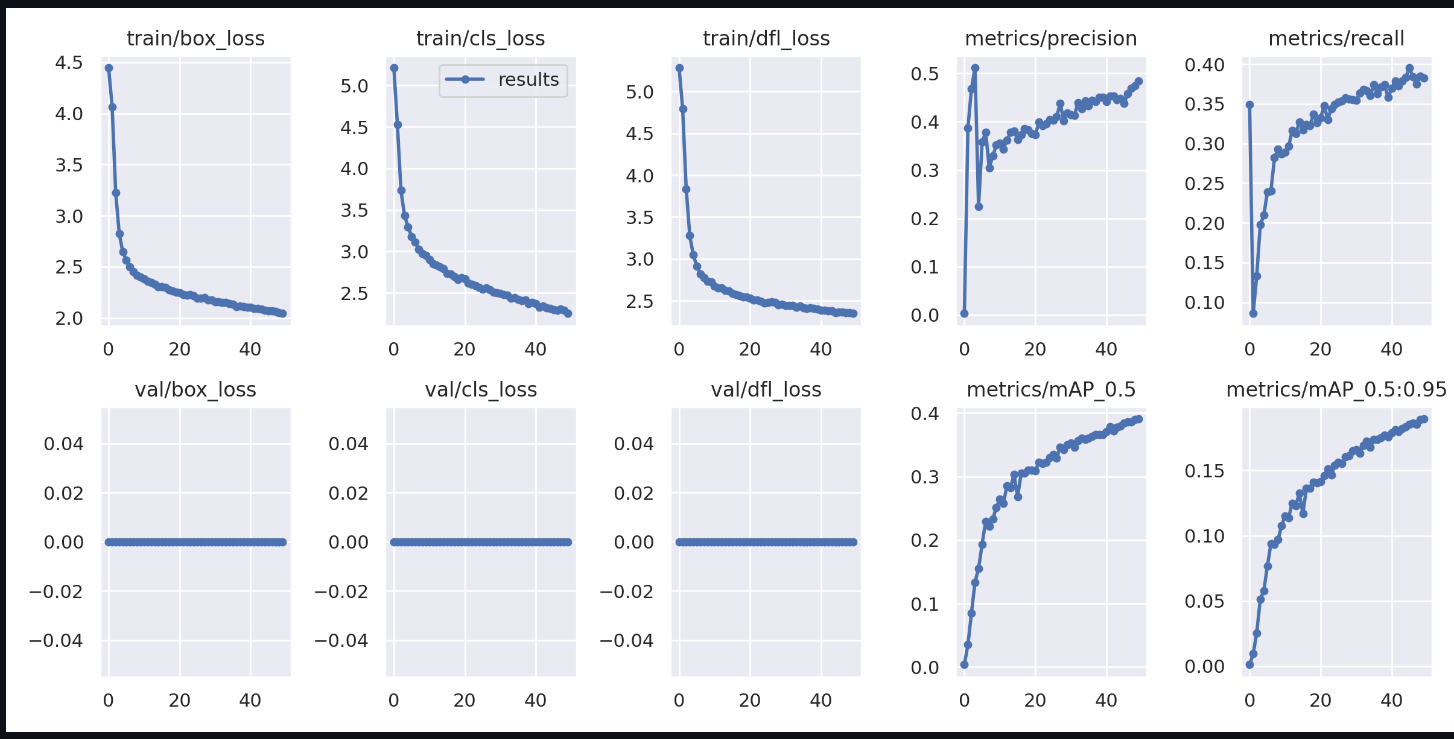 train/box_loss
train/cls_loss
train/dfl_loss
metrics/precision
metrics/recall
4.5
4.0
3.5
3.0
2.5
2.0
0 20 40
results
5.0
4.5
4.0
3.5
3.0
2.5
0 20 40
5.0
4.5
4.0
3.5
3.0
2.5
0 20 40
0.5
0.4
0.3
0.2
0.1
0.0
0 20 40
0.40
0.35
0.30
0.25
0.20
0.15
0.10
0 20 40
val/box_loss
val/cls_loss
val/dfl_loss
metrics/mAP_0.5
metrics/mAP_0.5:0.95
0.04
0.02
0.00
−0.02
−0.04
0 20 40
0.04
0.02
0.00
−0.02
−0.04
0 20 40
0.04
0.02
0.00
−0.02
−0.04
0 20 40
0.4
0.3
0.2
0.1
0.0
0 20 40
0.15
0.10
0.05
0.00
0 20 40